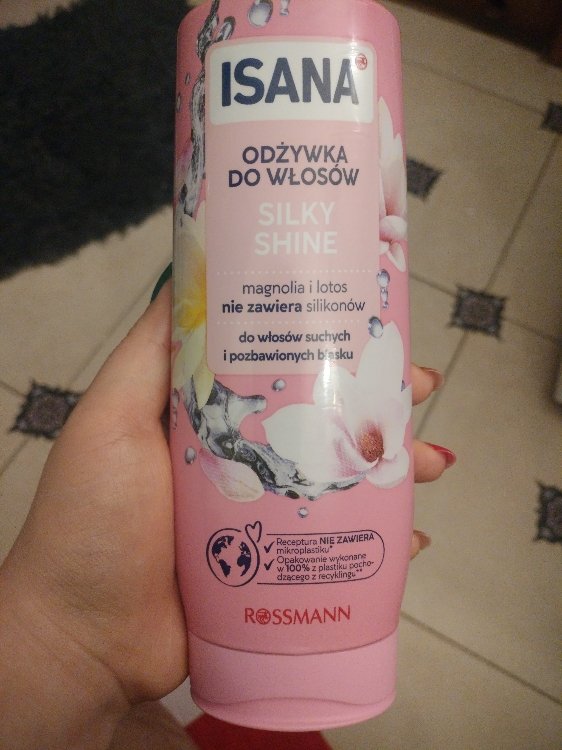 ISANA
ODŻYWKA
DO WŁOSÓW
SILKY
SHINE
magnolia i lotos
nie zawiera silikonów
do włosów suchych
i pozbawionych blasku
Receptura NIE ZAWIERA
mikroplastiku*
Opakowanie wykonane
w 100% z plastiku pocho-
dzącego z recyklingu**
ROSSMANN